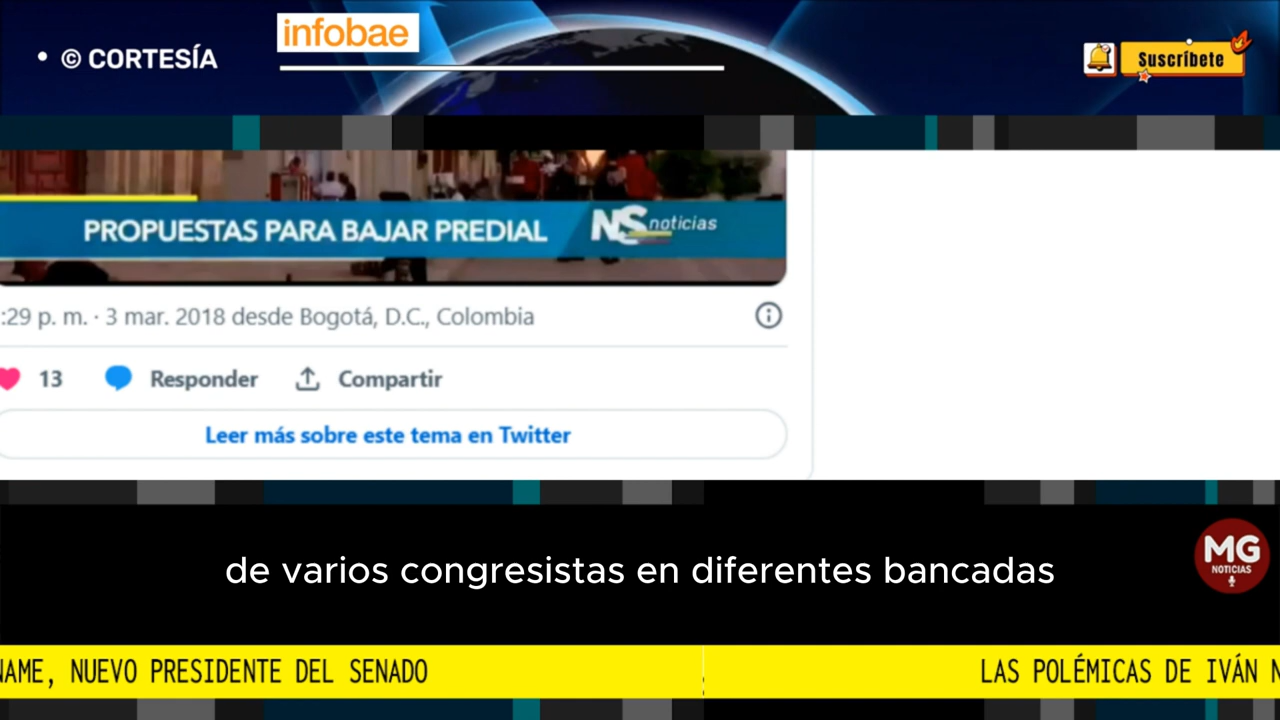 • © CORTESÍA
infobae
Suscríbete
PROPUESTAS PARA BAJAR PREDIAL
NS noticias
:29 p. m. · 3 mar. 2018 desde Bogotá, D.C., Colombia
13 Responder Compartir
Leer más sobre este tema en Twitter
de varios congresistas en diferentes bancadas
MG
NOTICIAS
NAME, NUEVO PRESIDENTE DEL SENADO
LAS POLÉMICAS DE IVÁN N